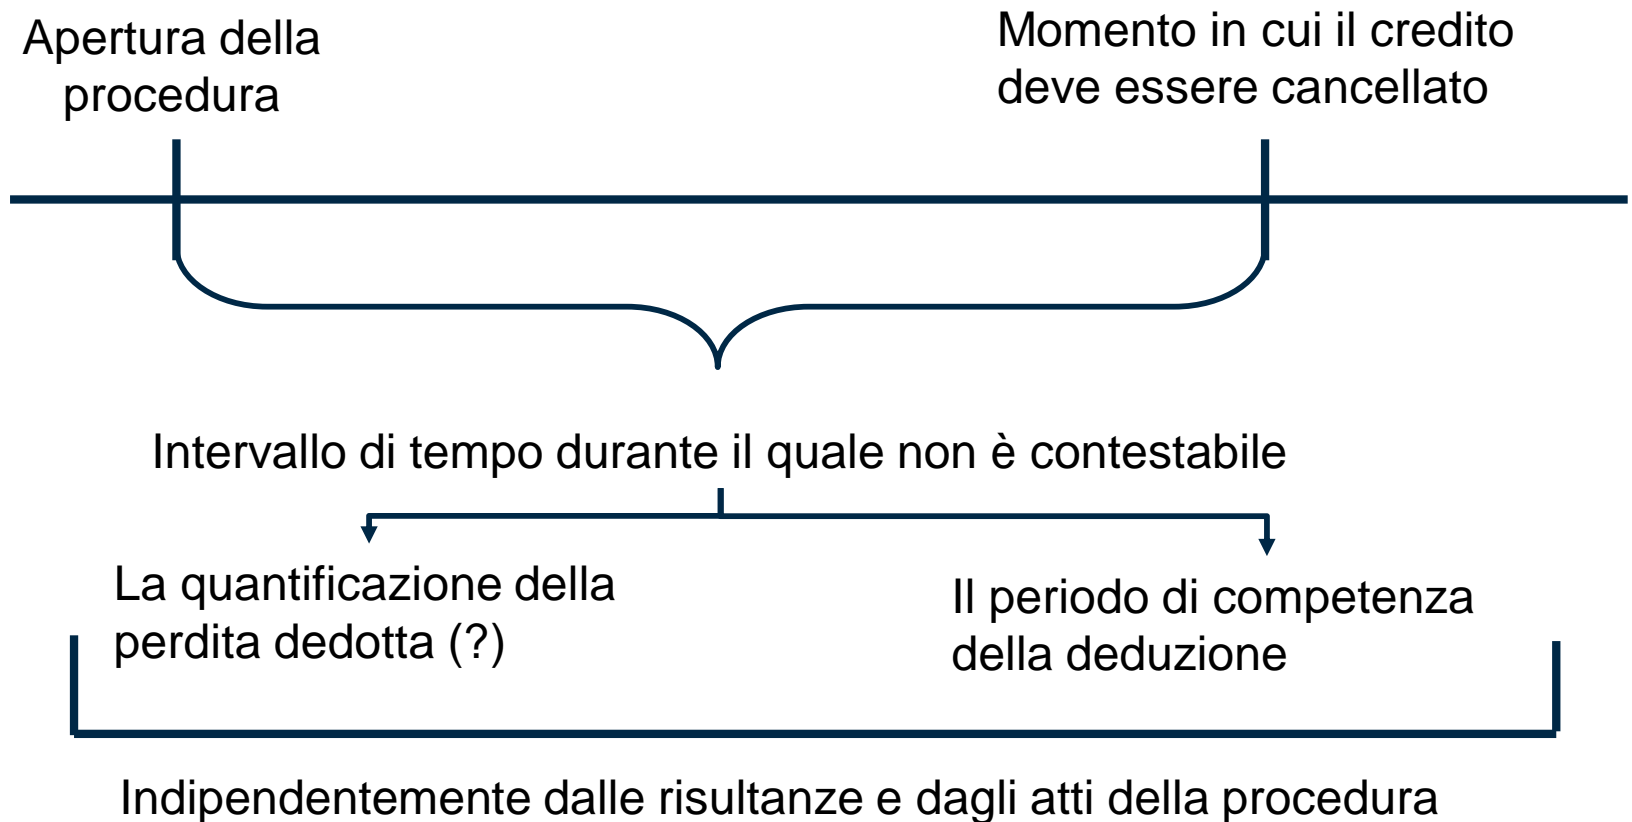 Apertura della
procedura
Momento in cui il credito
deve essere cancellato
Intervallo di tempo durante il quale non è contestabile
La quantificazione della
perdita dedotta (?)
Il periodo di competenza
della deduzione
Indipendentemente dalle risultanze e dagli atti della procedura